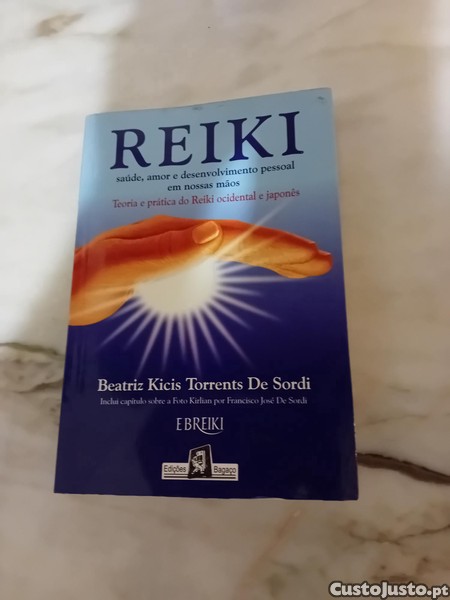 REIKI
saúde, amor e desenvolvimento pessoal
em nossas mãos
Teoria e prática do Reiki ocidental e japonês
Beatriz Kicis Torrents De Sordi
Inclui capítulo sobre a Foto Kirlian por Francisco José De Sordi
EBREIKI
Edições Bagaço
CustoJusto.pt